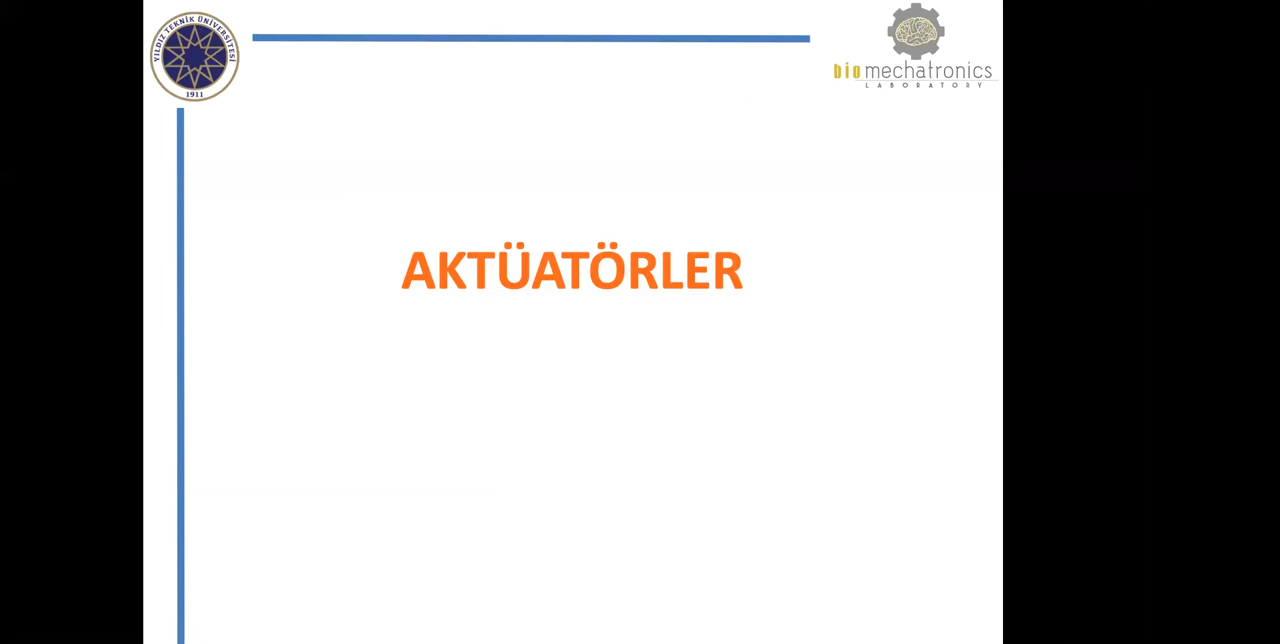 YILDIZ TEKNİK ÜNİVERSİTESİ
1911
biomechatronics
LABORATORY
AKTÜATÖRLER